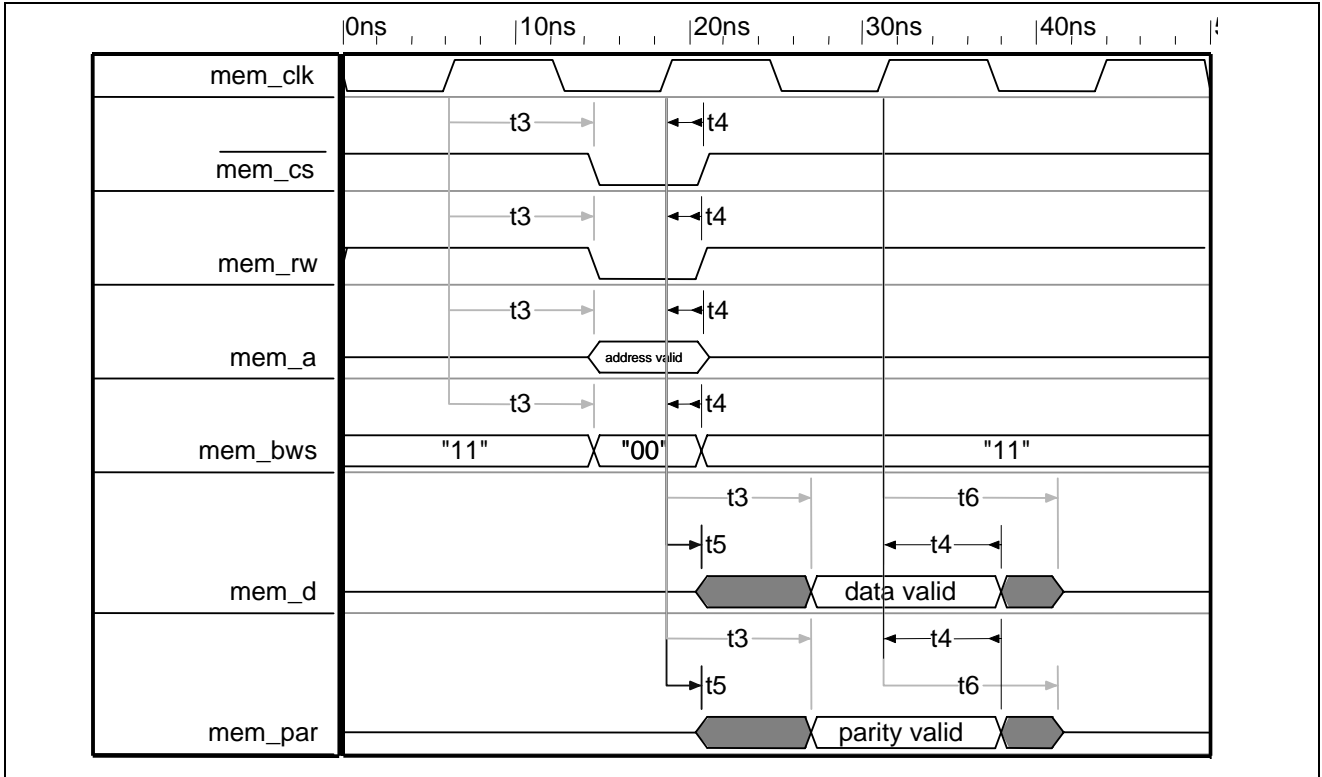 0ns 10ns 20ns 30ns 40ns
mem_clk
t3 t4
mem_cs
t3 t4
mem_rw
t3 t4
mem_a address valid
t3 t4
mem_bws "11" "00" "11"
t3 t6
t5 t4
mem_d data valid
t3 t4
t5 t6
mem_par parity valid